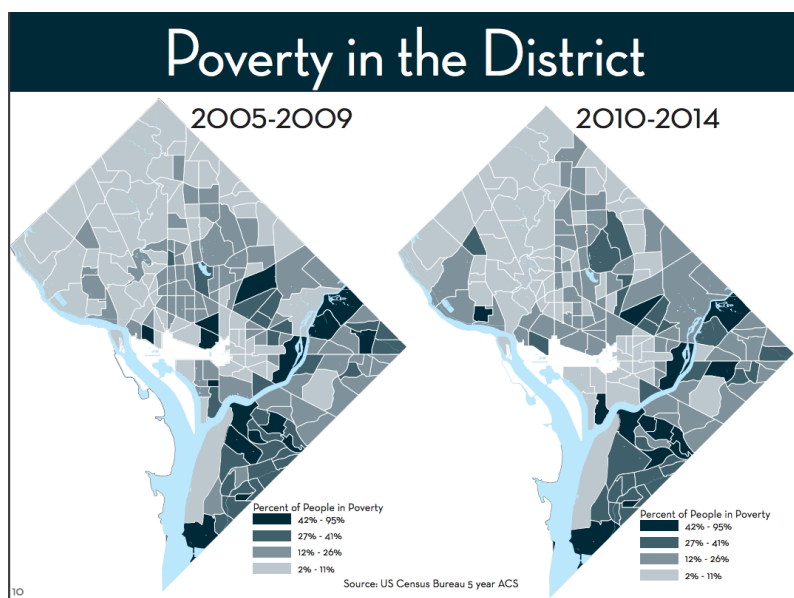 Poverty in the District
2005-2009
2010-2014
Percent of People in Poverty
42% - 95%
27% - 41%
12% - 26%
2% - 11%
Percent of People in Poverty
42% - 95%
27% - 41%
12% - 26%
2% - 11%
Source: US Census Bureau 5 year ACS
10